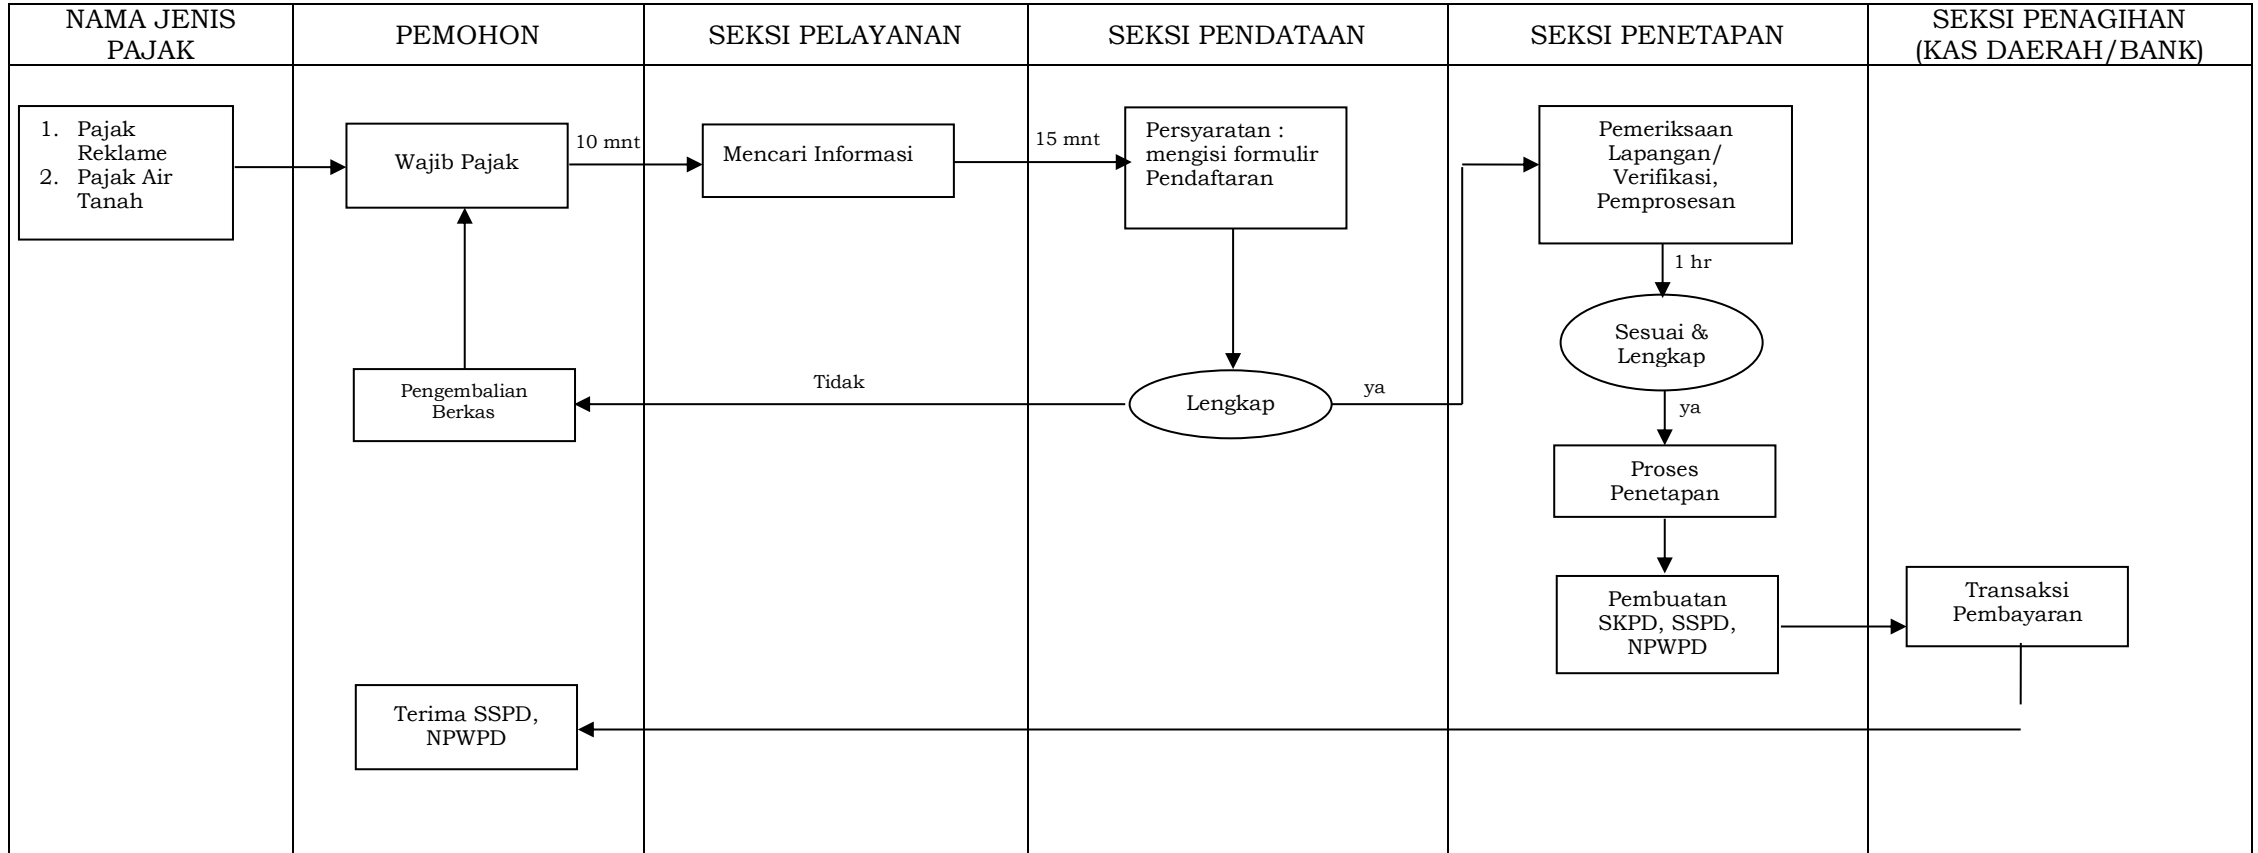 NAMA JENIS
PAJAK
PEMOHON
SEKSI PELAYANAN
SEKSI PENDATAAN
SEKSI PENETAPAN
SEKSI PENAGIHAN
(KAS DAERAH/BANK)
1. Pajak
Reklame
2. Pajak Air
Tanah
Wajib Pajak
10 mnt
Mencari Informasi
15 mnt
Persyaratan :
mengisi formulir
Pendaftaran
Pemeriksaan
Lapangan/
Verifikasi,
Pemprosesan
1 hr
Sesuai &
Lengkap
Pengembalian
Berkas
Tidak
Lengkap
ya
ya
Proses
Penetapan
Pembuatan
SKPD, SSPD,
NPWPD
Transaksi
Pembayaran
Terima SSPD,
NPWPD